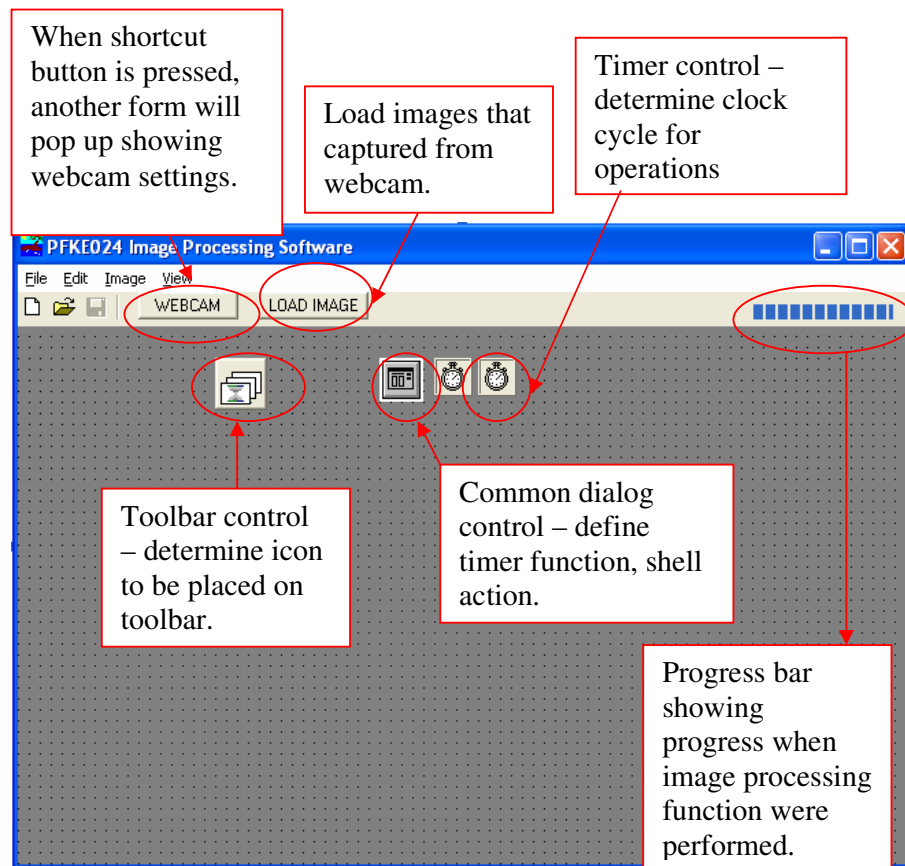 When shortcut
button is pressed,
another form will
pop up showing
webcam settings.
Load images that
captured from
webcam.
Timer control –
determine clock
cycle for
operations
PFKE024 Image Processing Software
File Edit Image View
WEBCAM LOAD IMAGE
Toolbar control
– determine icon
to be placed on
toolbar.
Common dialog
control – define
timer function, shell
action.
Progress bar
showing
progress when
image processing
function were
performed.